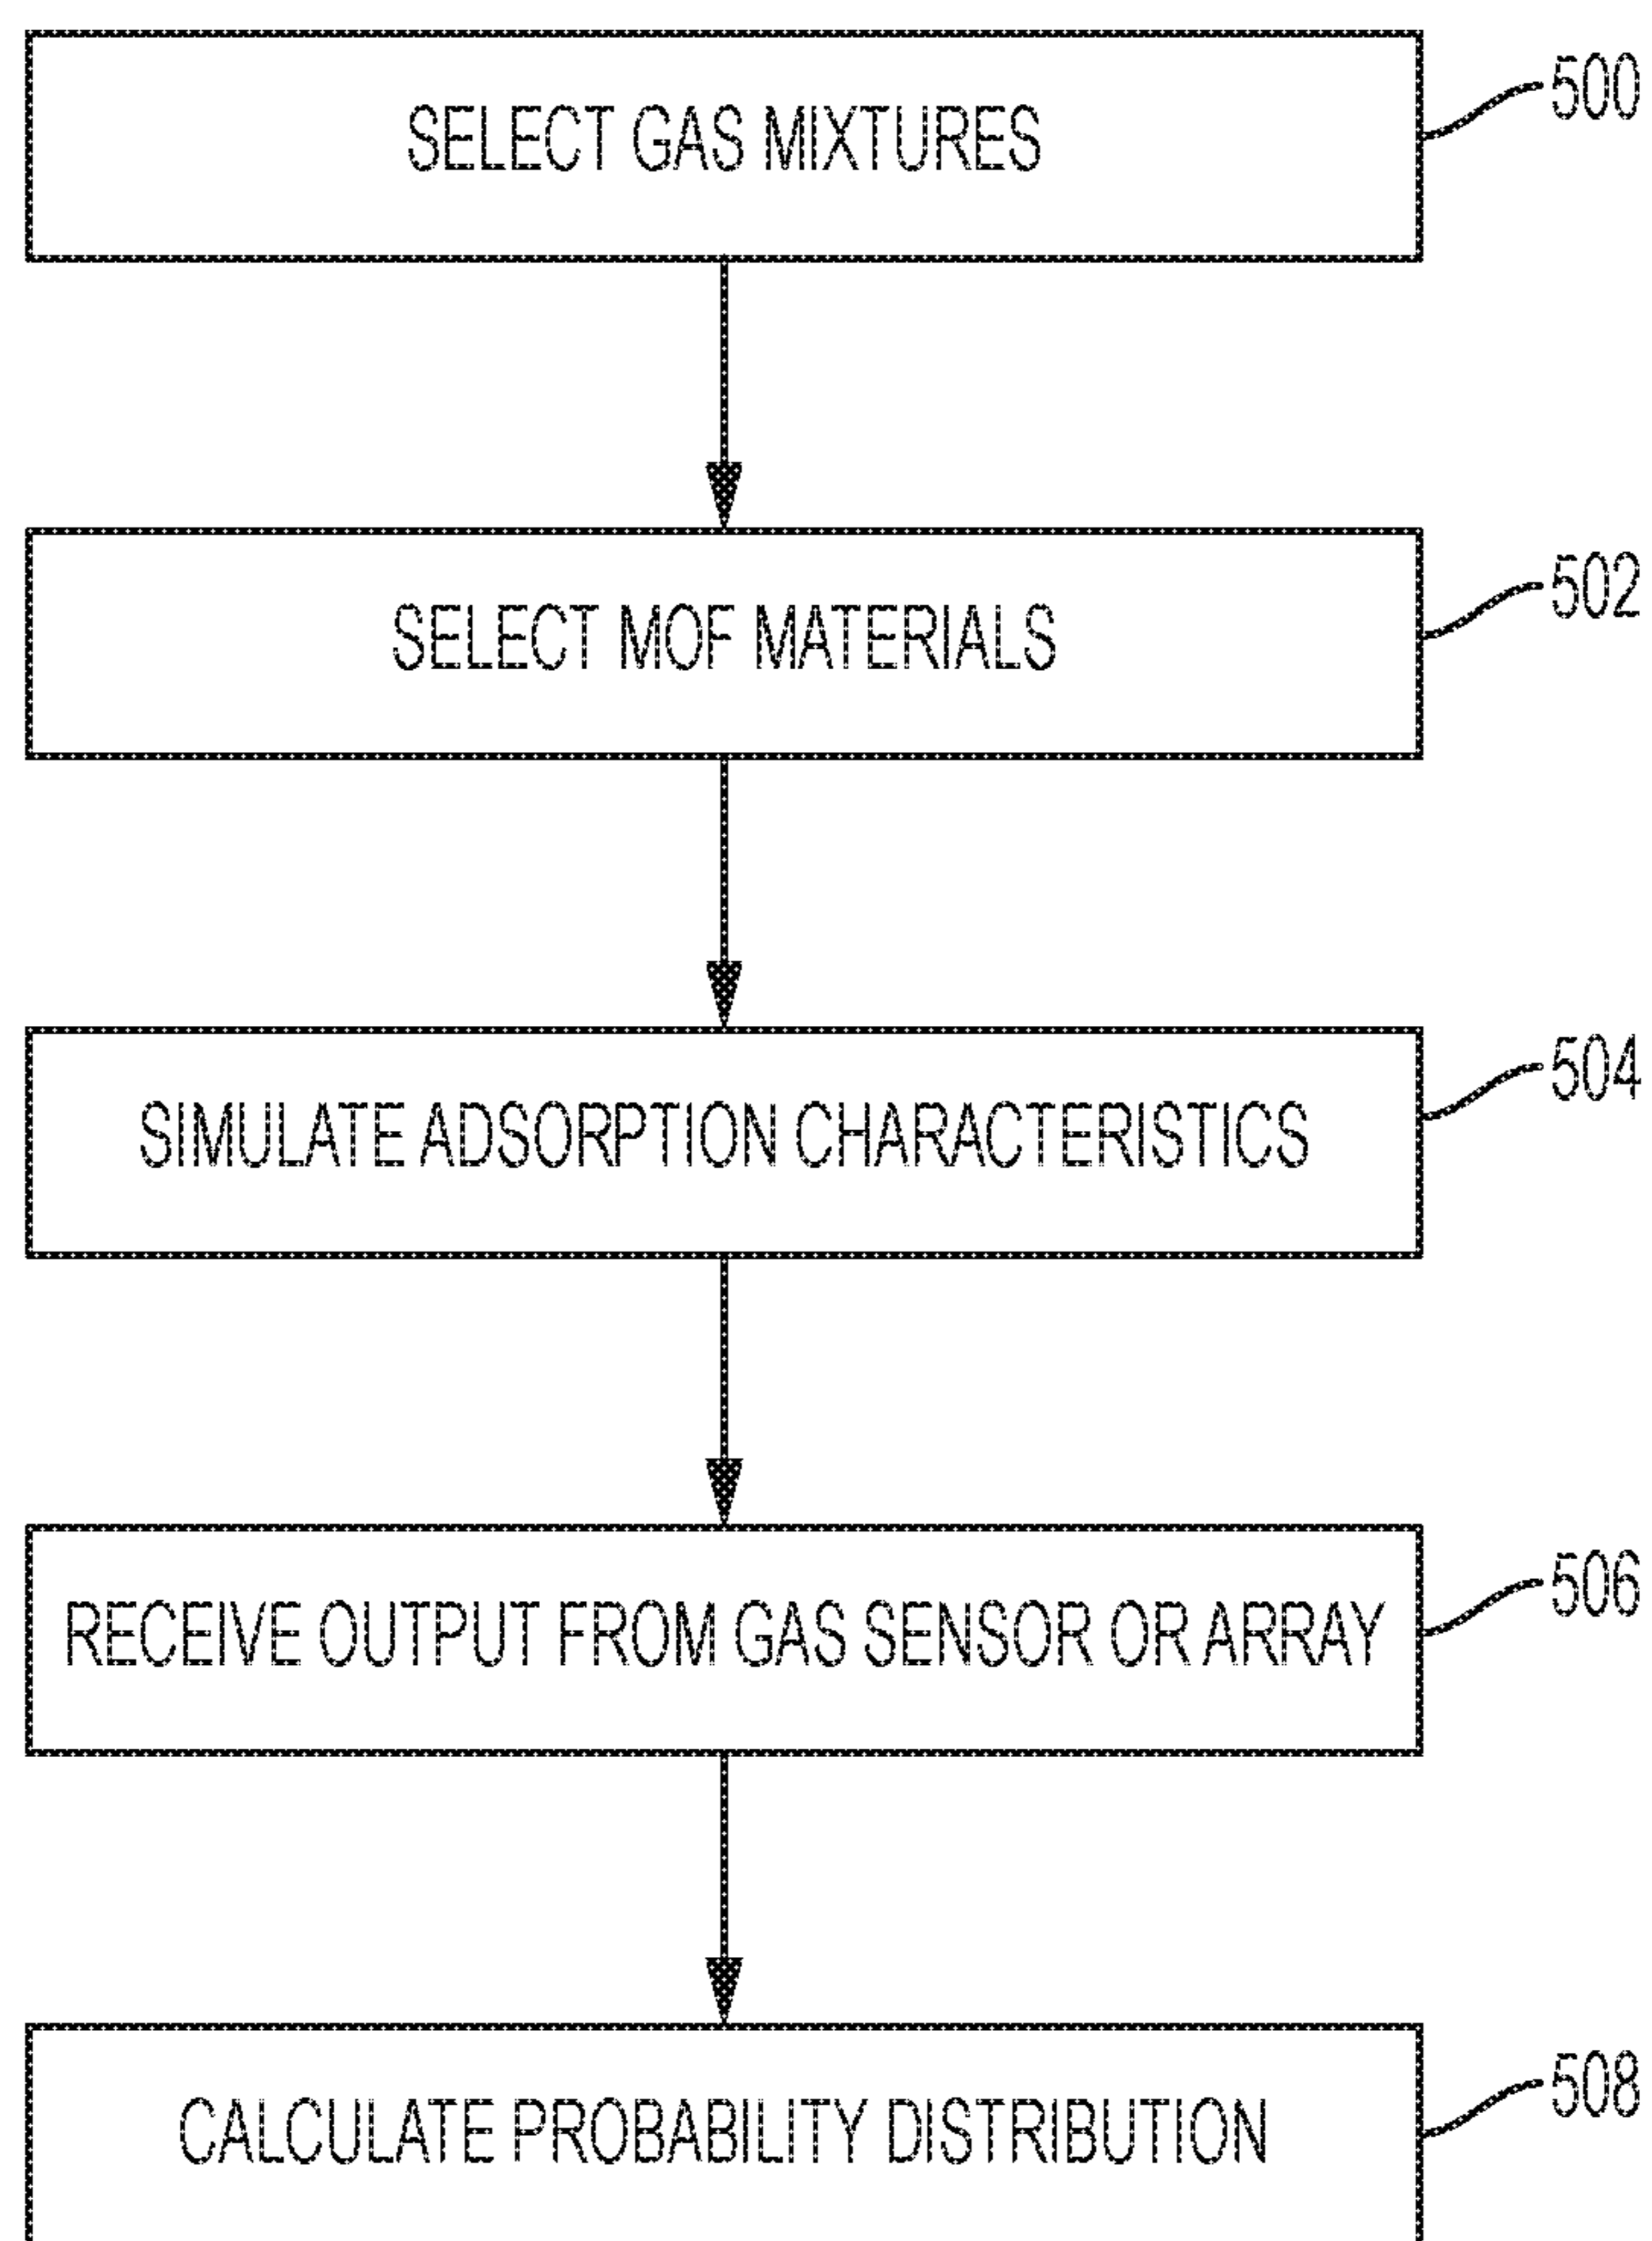 SELECT GAS MIXTURES
500
SELECT MOF MATERIALS
502
SIMULATE ADSORPTION CHARACTERISTICS
504
RECEIVE OUTPUT FROM GAS SENSOR OR ARRAY
506
CALCULATE PROBABILITY DISTRIBUTION
508